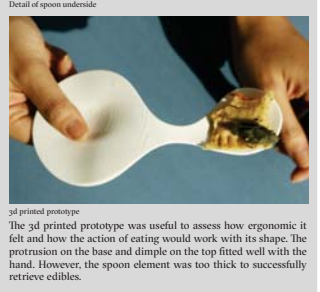 Detail of spoon underside
3d printed prototype
The 3d printed prototype was useful to assess how ergonomic it
felt and how the action of eating would work with its shape. The
protrusion on the base and dimple on the top fitted well with the
hand. However, the spoon element was too thick to successfully
retrieve edibles.